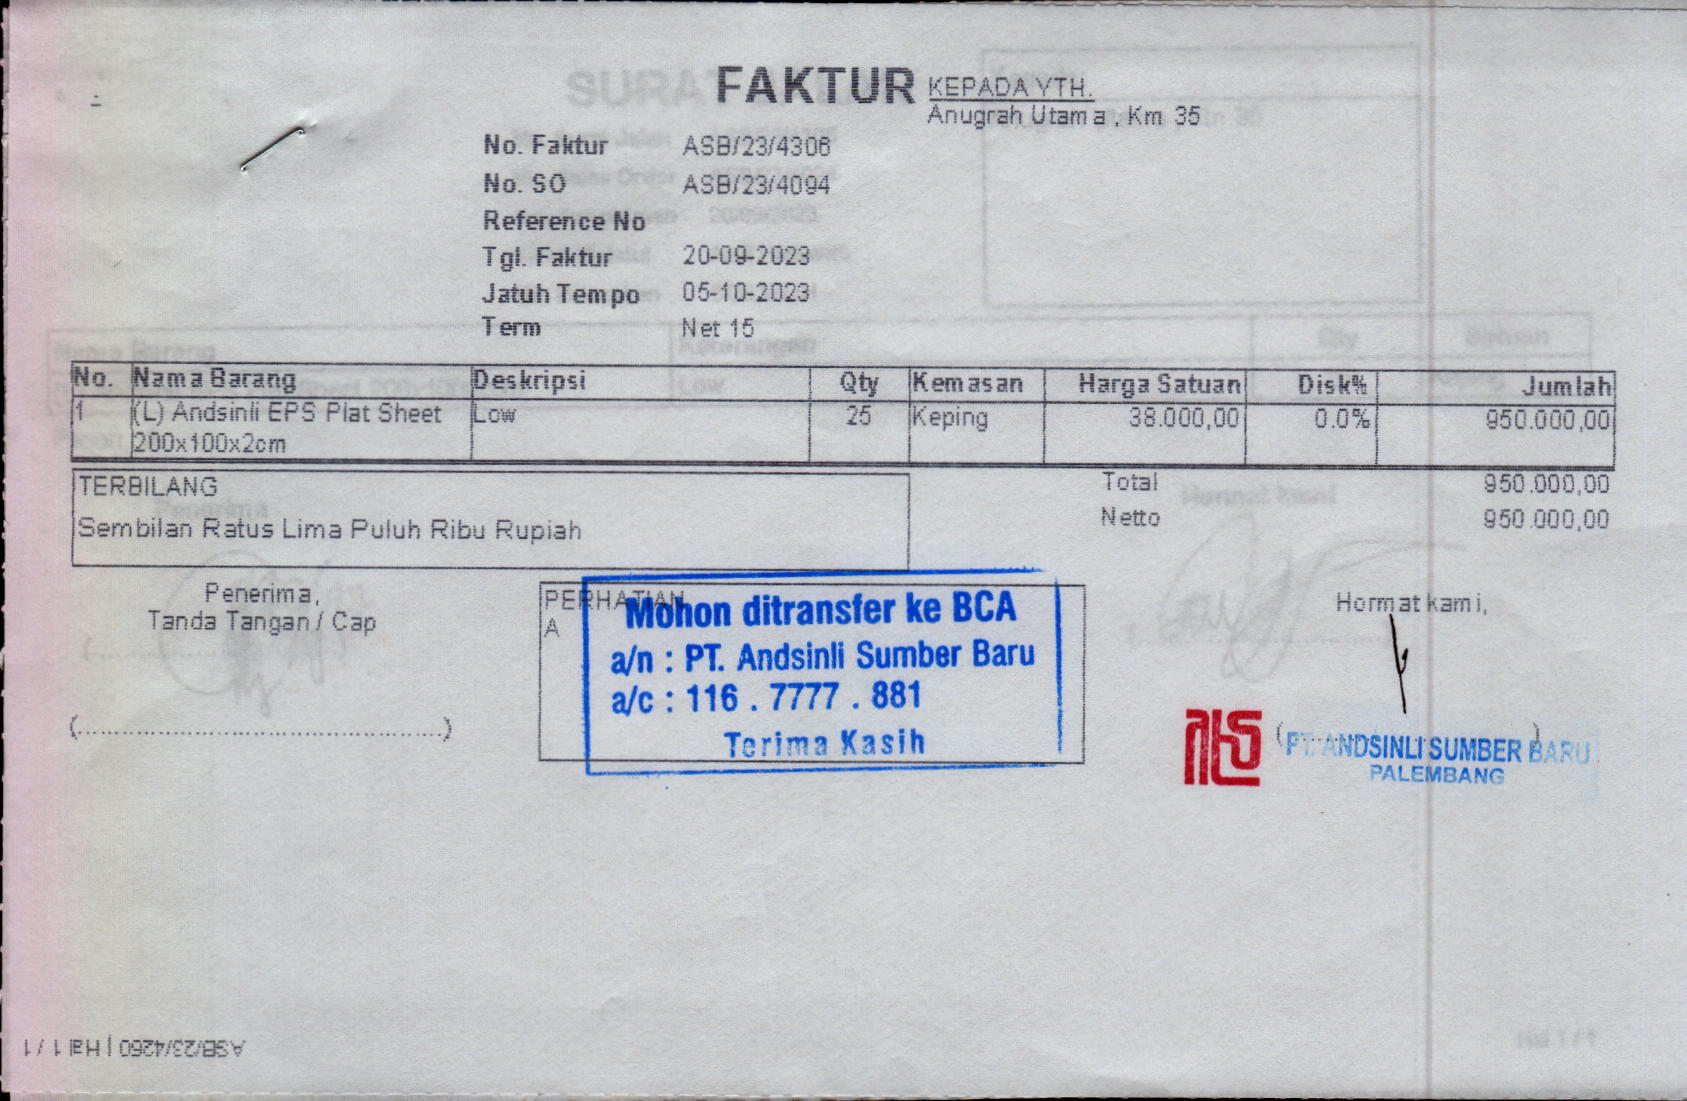 FAKTUR
KEPADA YTH.
Anugrah Utama, Km 35
No. Faktur ASB/23/4306
No. SO ASB/23/4094
Reference No
Tgl. Faktur 20-09-2023
Jatuh Tempo 05-10-2023
Term Net 15
No. Nama Barang Deskripsi Qty Kemasan Harga Satuan Disk% Jumlah
1 (L) Andsinli EPS Plat Sheet Low 25 Keping 38.000,00 0.0% 950.000,00
200x100x2cm
TERBILANG
Sembilan Ratus Lima Puluh Ribu Rupiah
Total 950.000,00
Netto 950.000,00
Penerima,
Tanda Tangan / Cap
(............................................)
PERHATIAN
A
Mohon ditransfer ke BCA
a/n : PT. Andsinli Sumber Baru
a/c : 116 . 7777 . 881
Terima Kasih
Hormat kami,
PT. ANDSINLI SUMBER BARU
PALEMBANG
ASB/23/4260 | Hal 1 / 1